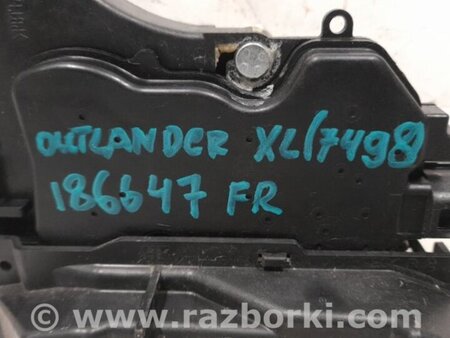 OUTLANDER XL(7498)
186647 FR
www.razborki.com